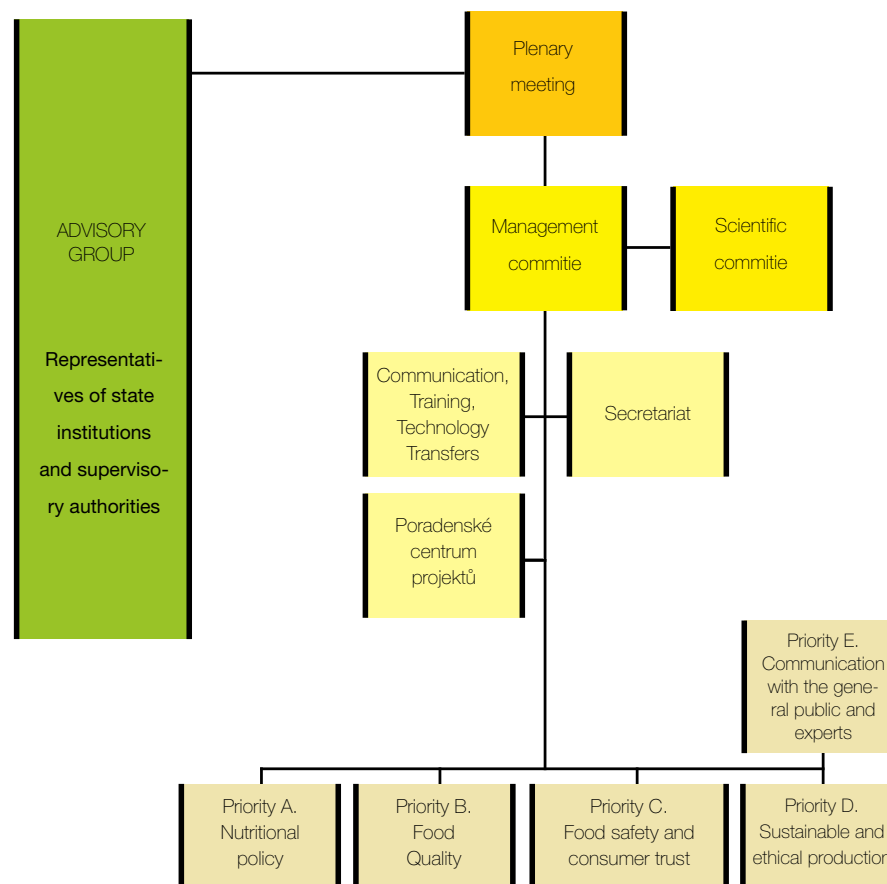 Plenary
meeting
ADVISORY
GROUP
Representati-
ves of state
institutions
and superviso-
ry authorities
Management
commitie
Scientific
commitie
Communication,
Training,
Technology
Transfers
Secretariat
Poradenské
centrum
projektů
Priority E.
Communication
with the gene-
ral public and
experts
Priority A.
Nutritional
policy
Priority B.
Food
Quality
Priority C.
Food safety and
consumer trust
Priority D.
Sustainable and
ethical production